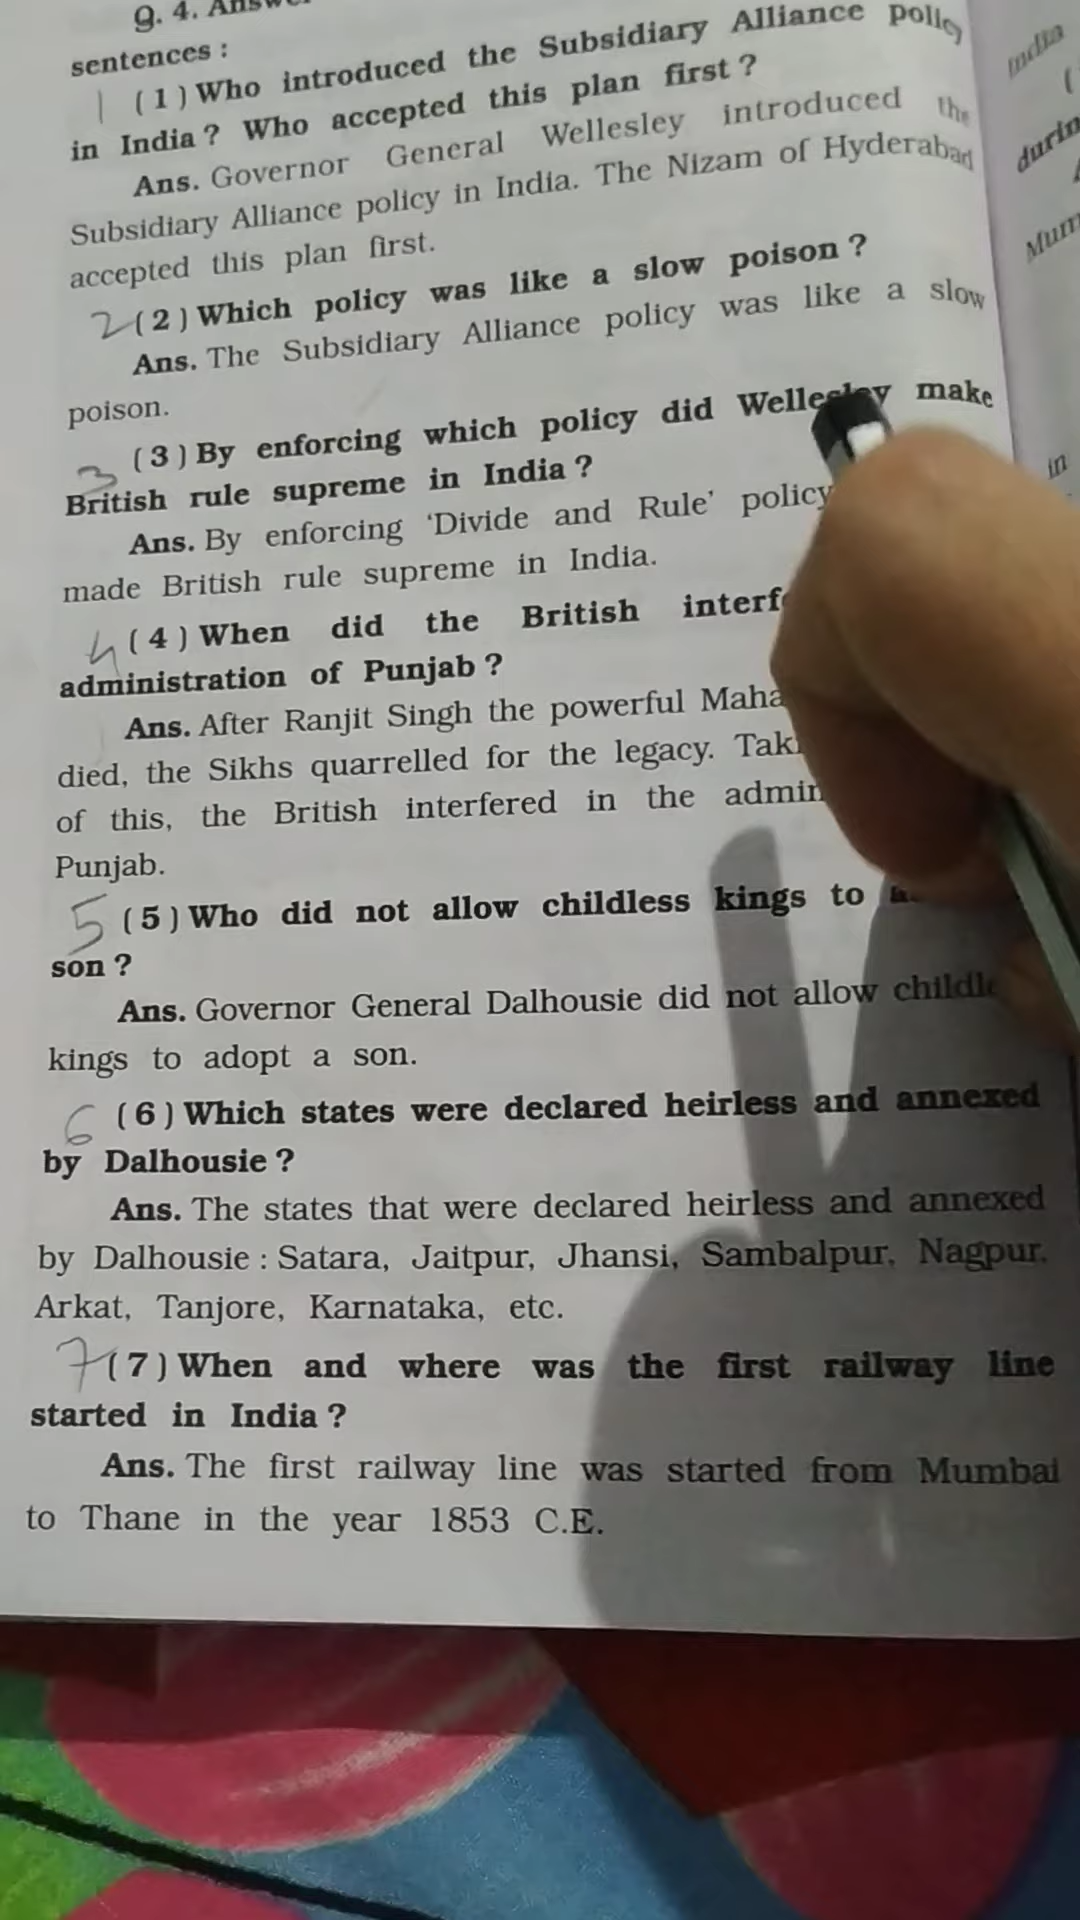 Q. 4.
sentences :
1 (1) Who introduced the Subsidiary Alliance policy
in India ? Who accepted this plan first ?
Ans. Governor General Wellesley introduced the
Subsidiary Alliance policy in India. The Nizam of Hyderabad
accepted this plan first.
2 (2) Which policy was like a slow poison ?
Ans. The Subsidiary Alliance policy was like a slow
poison.
3 (3) By enforcing which policy did Wellesley make
British rule supreme in India ?
Ans. By enforcing ‘Divide and Rule’ policy
made British rule supreme in India.
4 (4) When did the British
administration of Punjab ?
Ans. After Ranjit Singh the powerful
died, the Sikhs quarrelled for the legacy.
of this, the British interfered in the
Punjab.
5 (5) Who did not allow childless kings to
son ?
Ans. Governor General Dalhousie did not allow
kings to adopt a son.
6 (6) Which states were declared heirless and annexed
by Dalhousie ?
Ans. The states that were declared heirless and annexed
by Dalhousie : Satara, Jaitpur, Jhansi, Sambalpur, Nagpur,
Arkat, Tanjore, Karnataka, etc.
7 (7) When and where was the first railway line
started in India ?
Ans. The first railway line was started from Mumbai
to Thane in the year 1853 C.E.
India
(
in